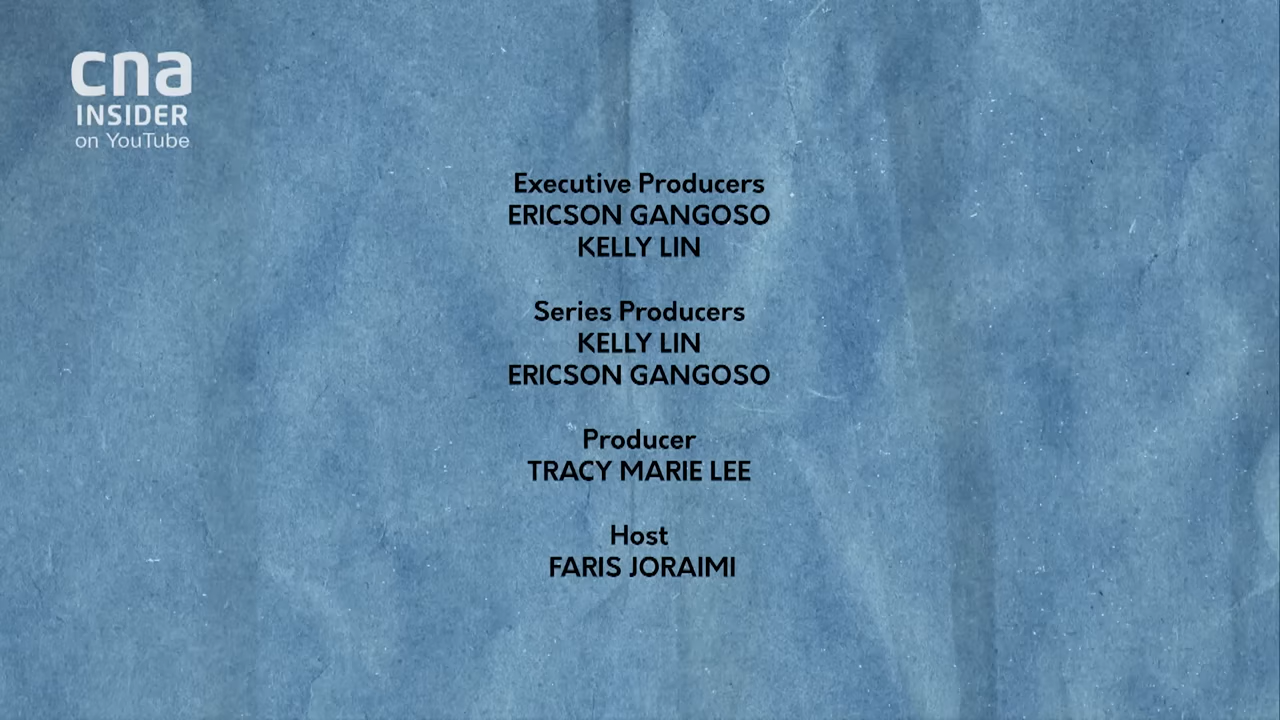 cna
INSIDER
on YouTube
Executive Producers
ERICSON GANGOSO
KELLY LIN
Series Producers
KELLY LIN
ERICSON GANGOSO
Producer
TRACY MARIE LEE
Host
FARIS JORAIMI